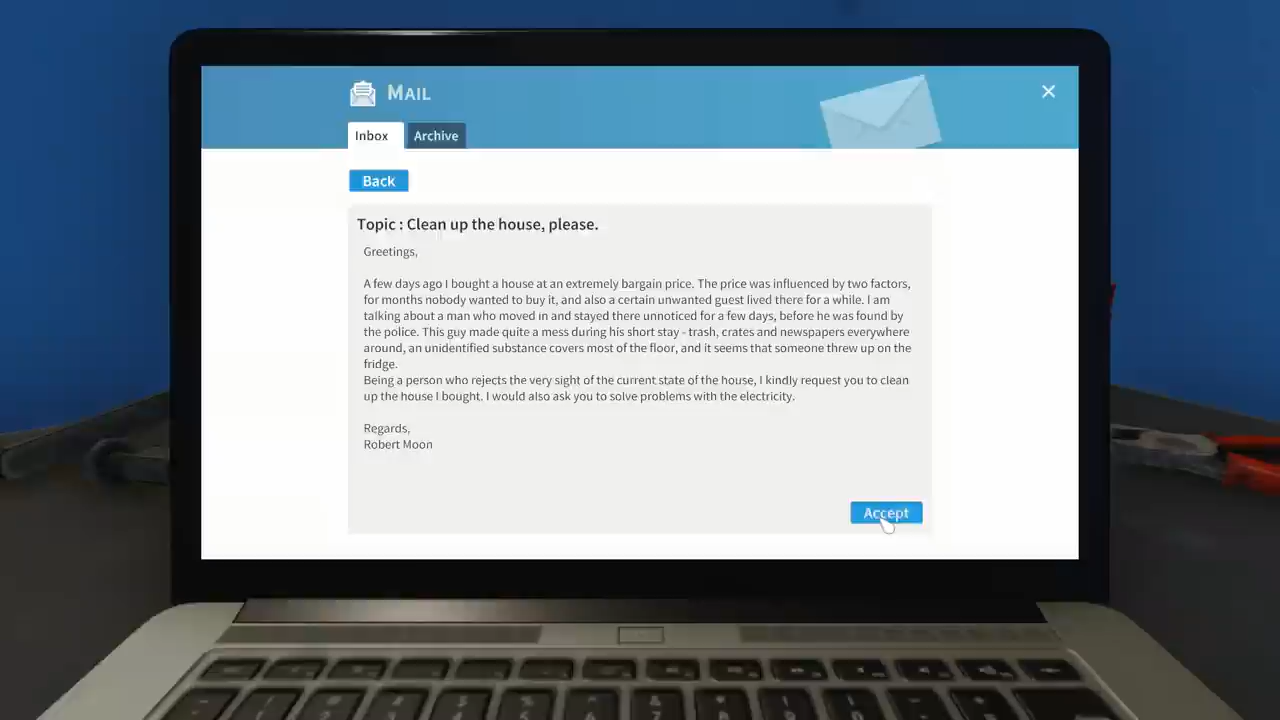 MAIL
Inbox
Archive
Back
Topic : Clean up the house, please.
Greetings,
A few days ago I bought a house at an extremely bargain price. The price was influenced by two factors,
for months nobody wanted to buy it, and also a certain unwanted guest lived there for a while. I am
talking about a man who moved in and stayed there unnoticed for a few days, before he was found by
the police. This guy made quite a mess during his short stay - trash, crates and newspapers everywhere
around, an unidentified substance covers most of the floor, and it seems that someone threw up on the
fridge.
Being a person who rejects the very sight of the current state of the house, I kindly request you to clean
up the house I bought. I would also ask you to solve problems with the electricity.
Regards,
Robert Moon
Accept